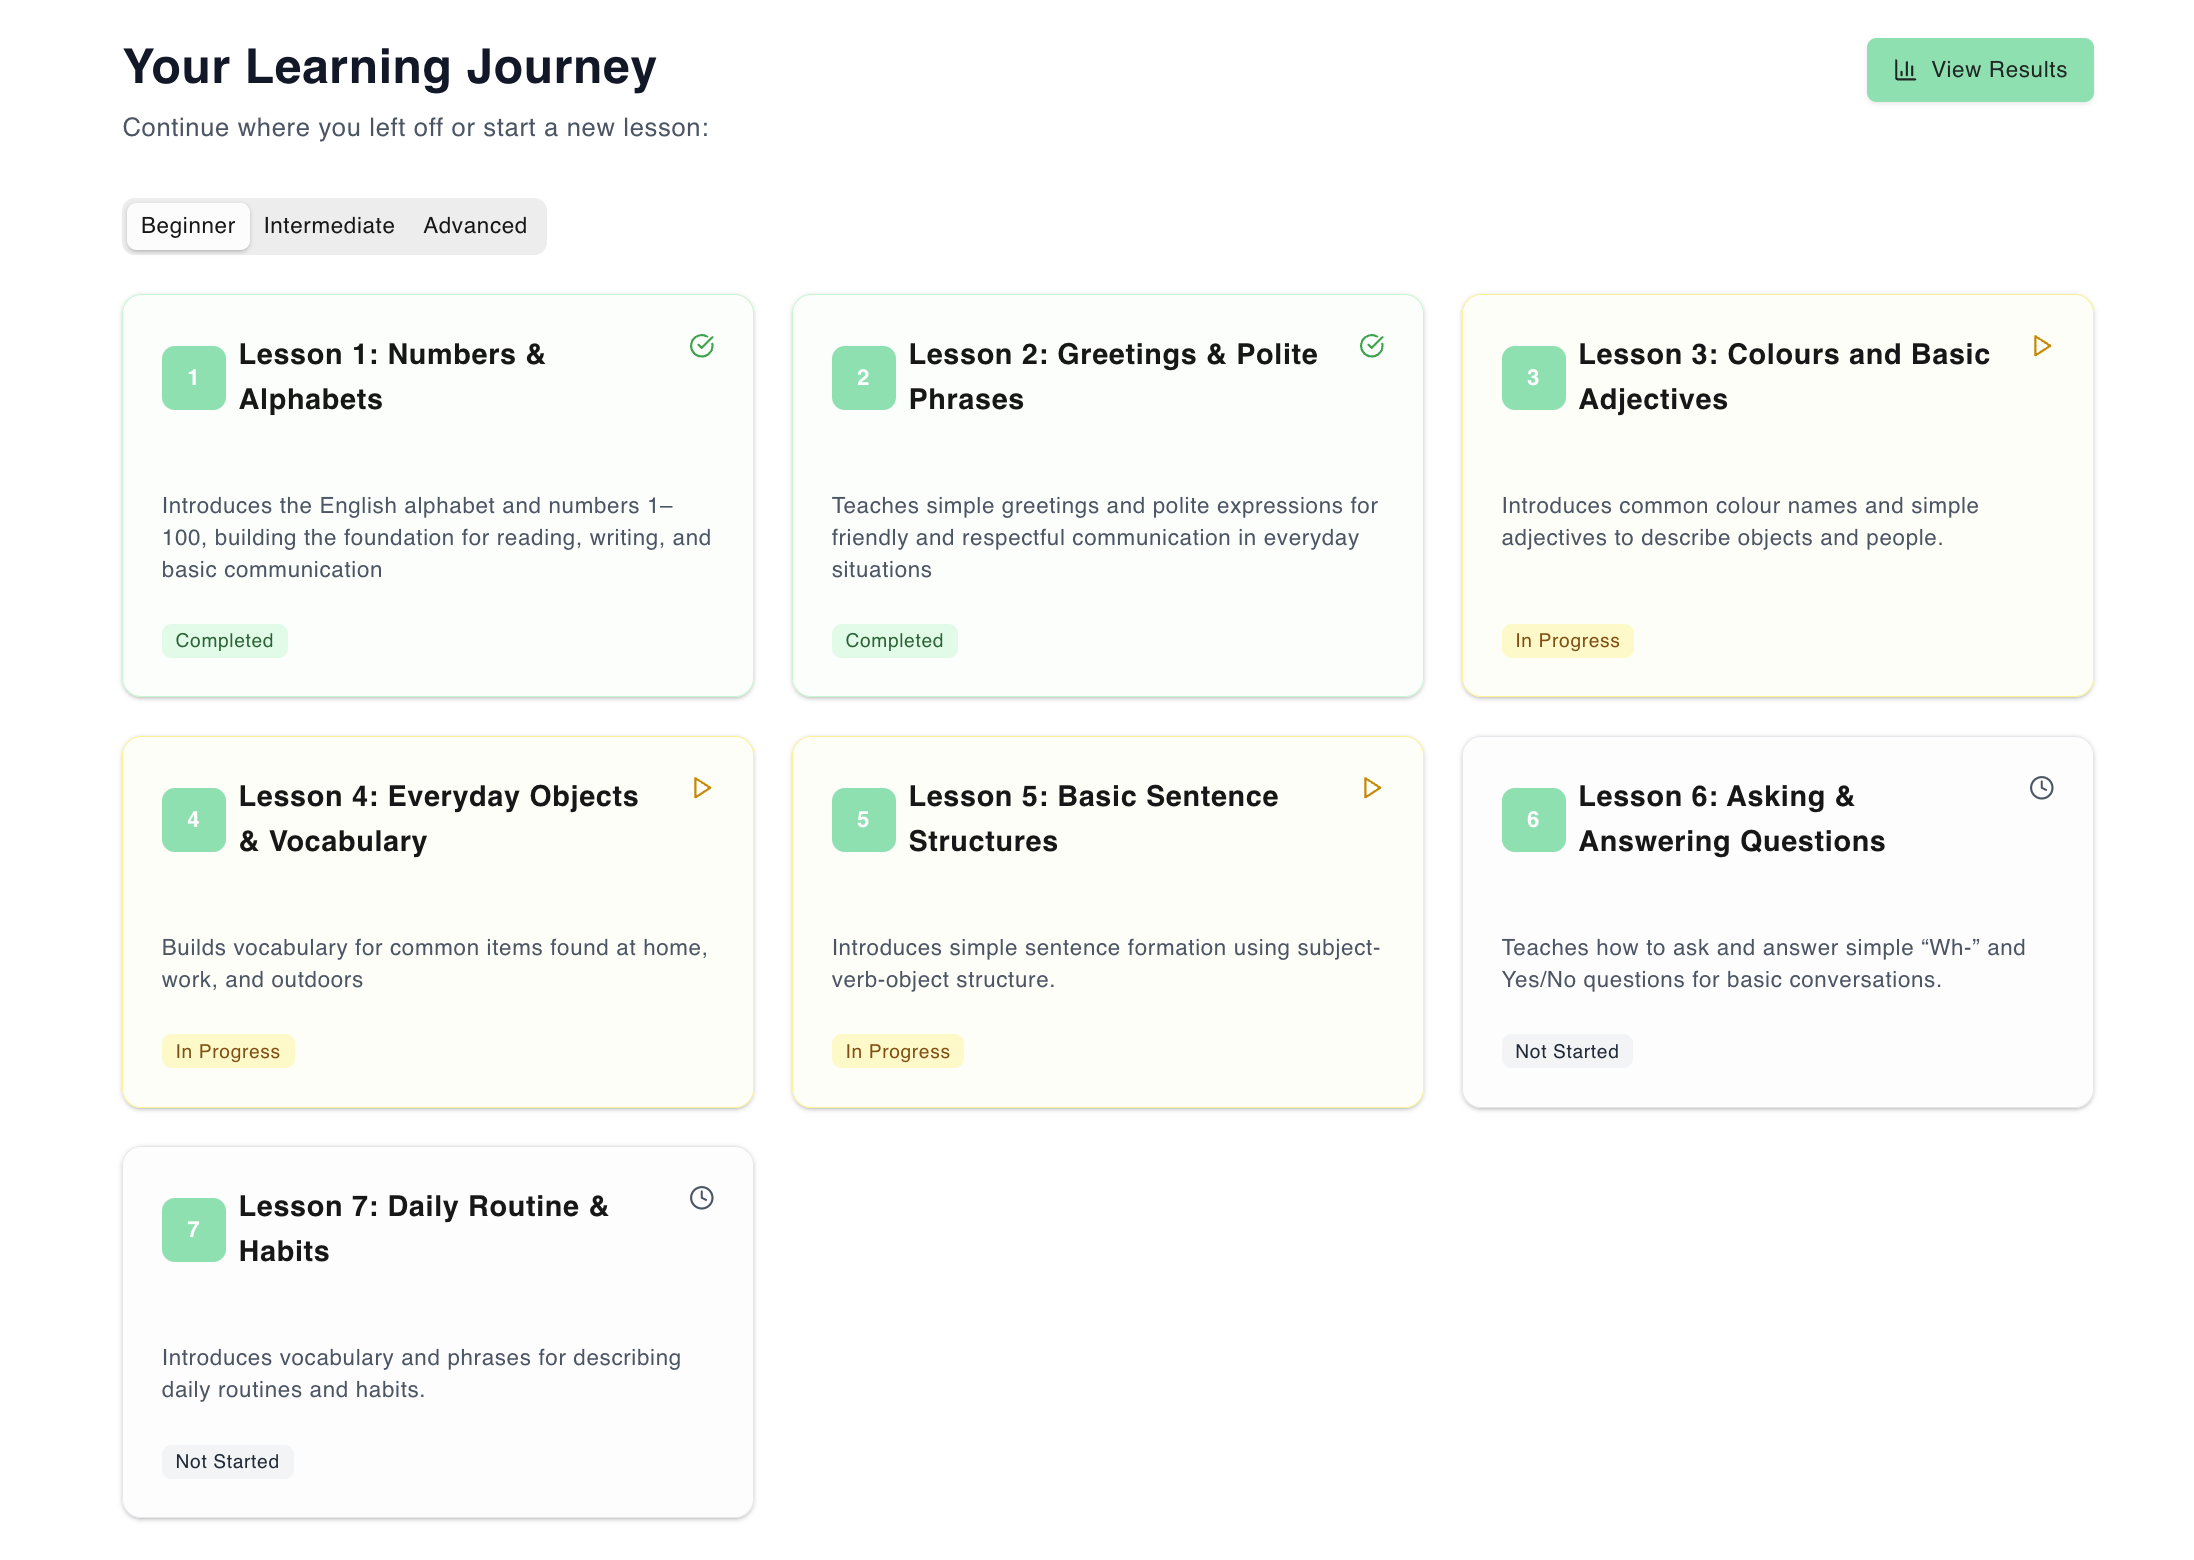 Your Learning Journey
View Results
Continue where you left off or start a new lesson:
Beginner Intermediate Advanced
1
Lesson 1: Numbers &
Alphabets
Introduces the English alphabet and numbers 1–
100, building the foundation for reading, writing, and
basic communication
Completed
2
Lesson 2: Greetings & Polite
Phrases
Teaches simple greetings and polite expressions for
friendly and respectful communication in everyday
situations
Completed
3
Lesson 3: Colours and Basic
Adjectives
Introduces common colour names and simple
adjectives to describe objects and people.
In Progress
4
Lesson 4: Everyday Objects
& Vocabulary
Builds vocabulary for common items found at home,
work, and outdoors
In Progress
5
Lesson 5: Basic Sentence
Structures
Introduces simple sentence formation using subject-
verb-object structure.
In Progress
6
Lesson 6: Asking &
Answering Questions
Teaches how to ask and answer simple “Wh-” and
Yes/No questions for basic conversations.
Not Started
7
Lesson 7: Daily Routine &
Habits
Introduces vocabulary and phrases for describing
daily routines and habits.
Not Started